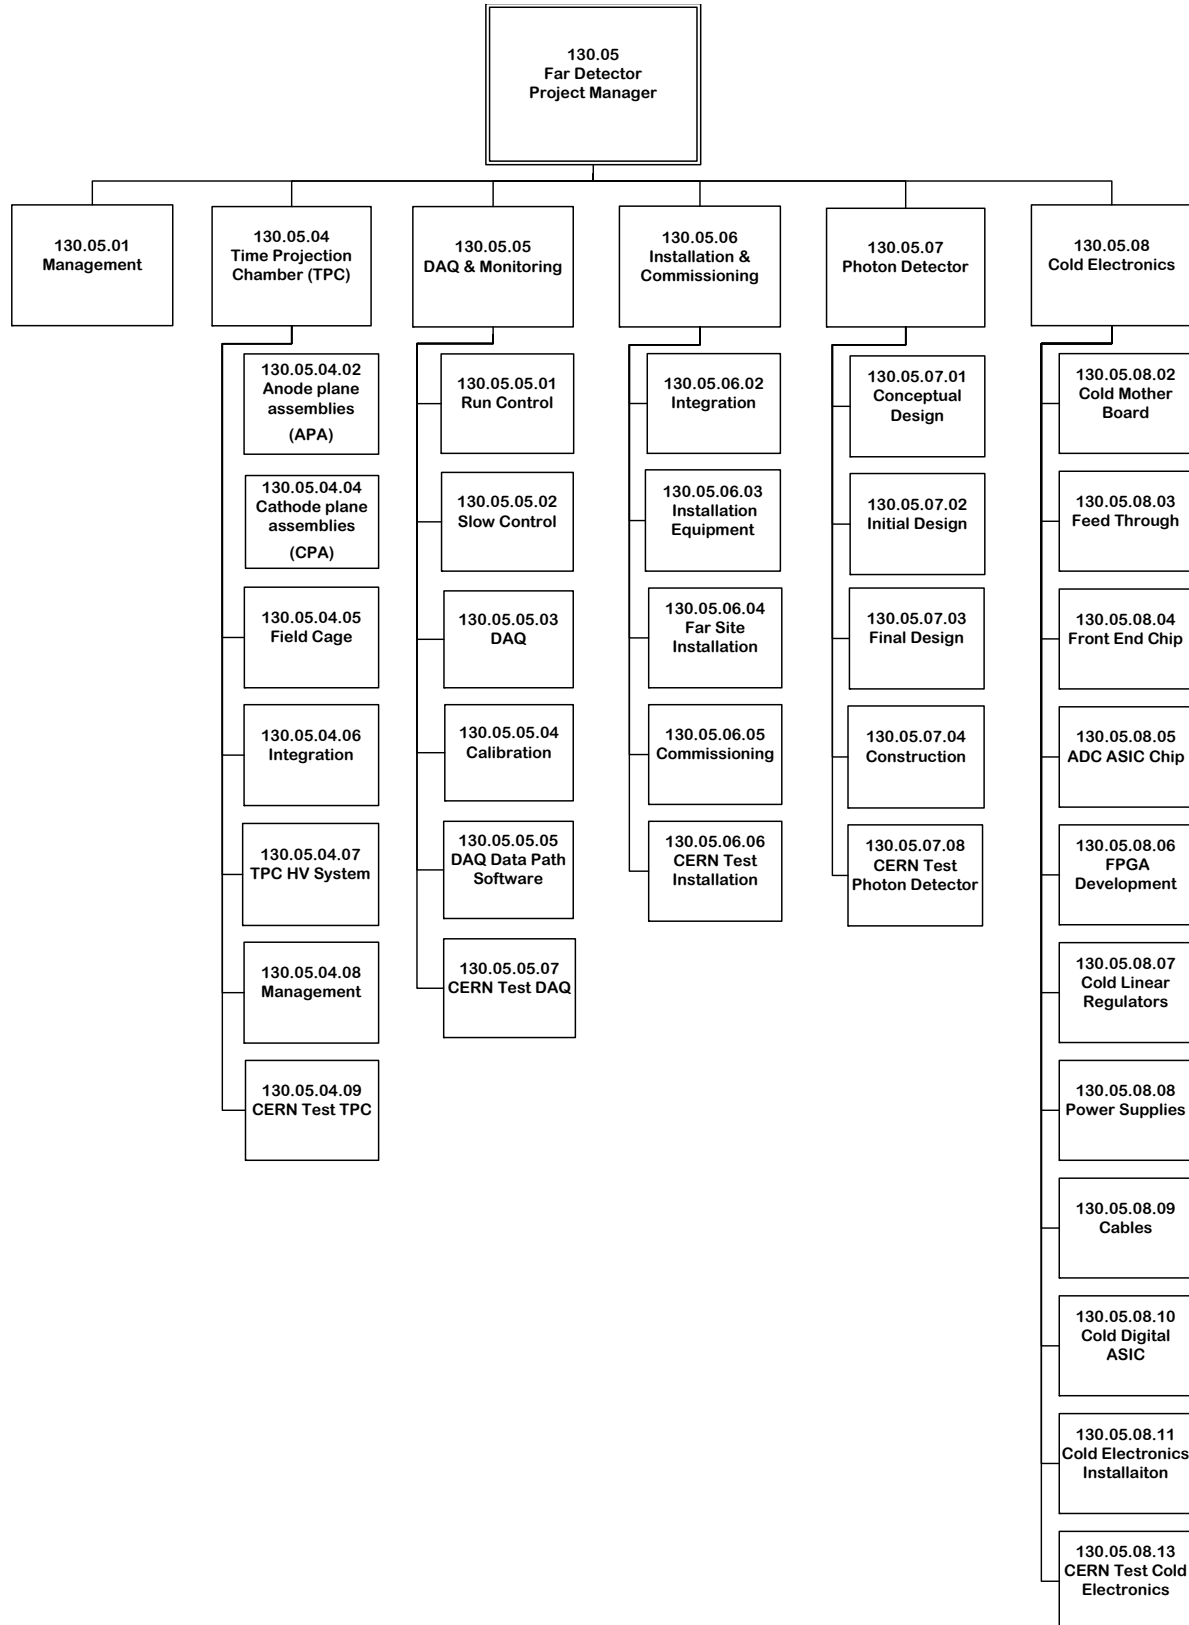 130.05
Far Detector
Project Manager
130.05.01
Management
130.05.04
Time Projection
Chamber (TPC)
130.05.05
DAQ & Monitoring
130.05.06
Installation &
Commissioning
130.05.07
Photon Detector
130.05.08
Cold Electronics
130.05.04.02
Anode plane
assemblies
(APA)
130.05.04.04
Cathode plane
assemblies
(CPA)
130.05.04.05
Field Cage
130.05.04.06
Integration
130.05.04.07
TPC HV System
130.05.04.08
Management
130.05.04.09
CERN Test TPC
130.05.05.01
Run Control
130.05.05.02
Slow Control
130.05.05.03
DAQ
130.05.05.04
Calibration
130.05.05.05
DAQ Data Path
Software
130.05.05.07
CERN Test DAQ
130.05.06.02
Integration
130.05.06.03
Installation
Equipment
130.05.06.04
Far Site
Installation
130.05.06.05
Commissioning
130.05.06.06
CERN Test
Installation
130.05.07.01
Conceptual
Design
130.05.07.02
Initial Design
130.05.07.03
Final Design
130.05.07.04
Construction
130.05.07.08
CERN Test
Photon Detector
130.05.08.02
Cold Mother
Board
130.05.08.03
Feed Through
130.05.08.04
Front End Chip
130.05.08.05
ADC ASIC Chip
130.05.08.06
FPGA
Development
130.05.08.07
Cold Linear
Regulators
130.05.08.08
Power Supplies
130.05.08.09
Cables
130.05.08.10
Cold Digital
ASIC
130.05.08.11
Cold Electronics
Installaiton
130.05.08.13
CERN Test Cold
Electronics